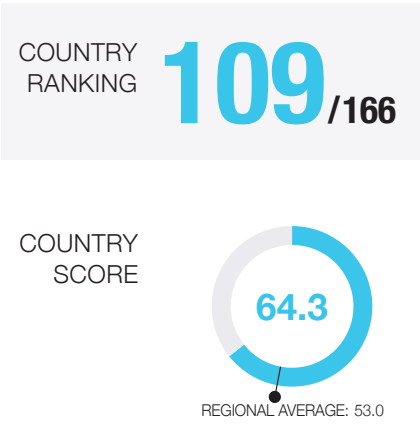 COUNTRY
RANKING
109/166
COUNTRY
SCORE
64.3
REGIONAL AVERAGE: 53.0